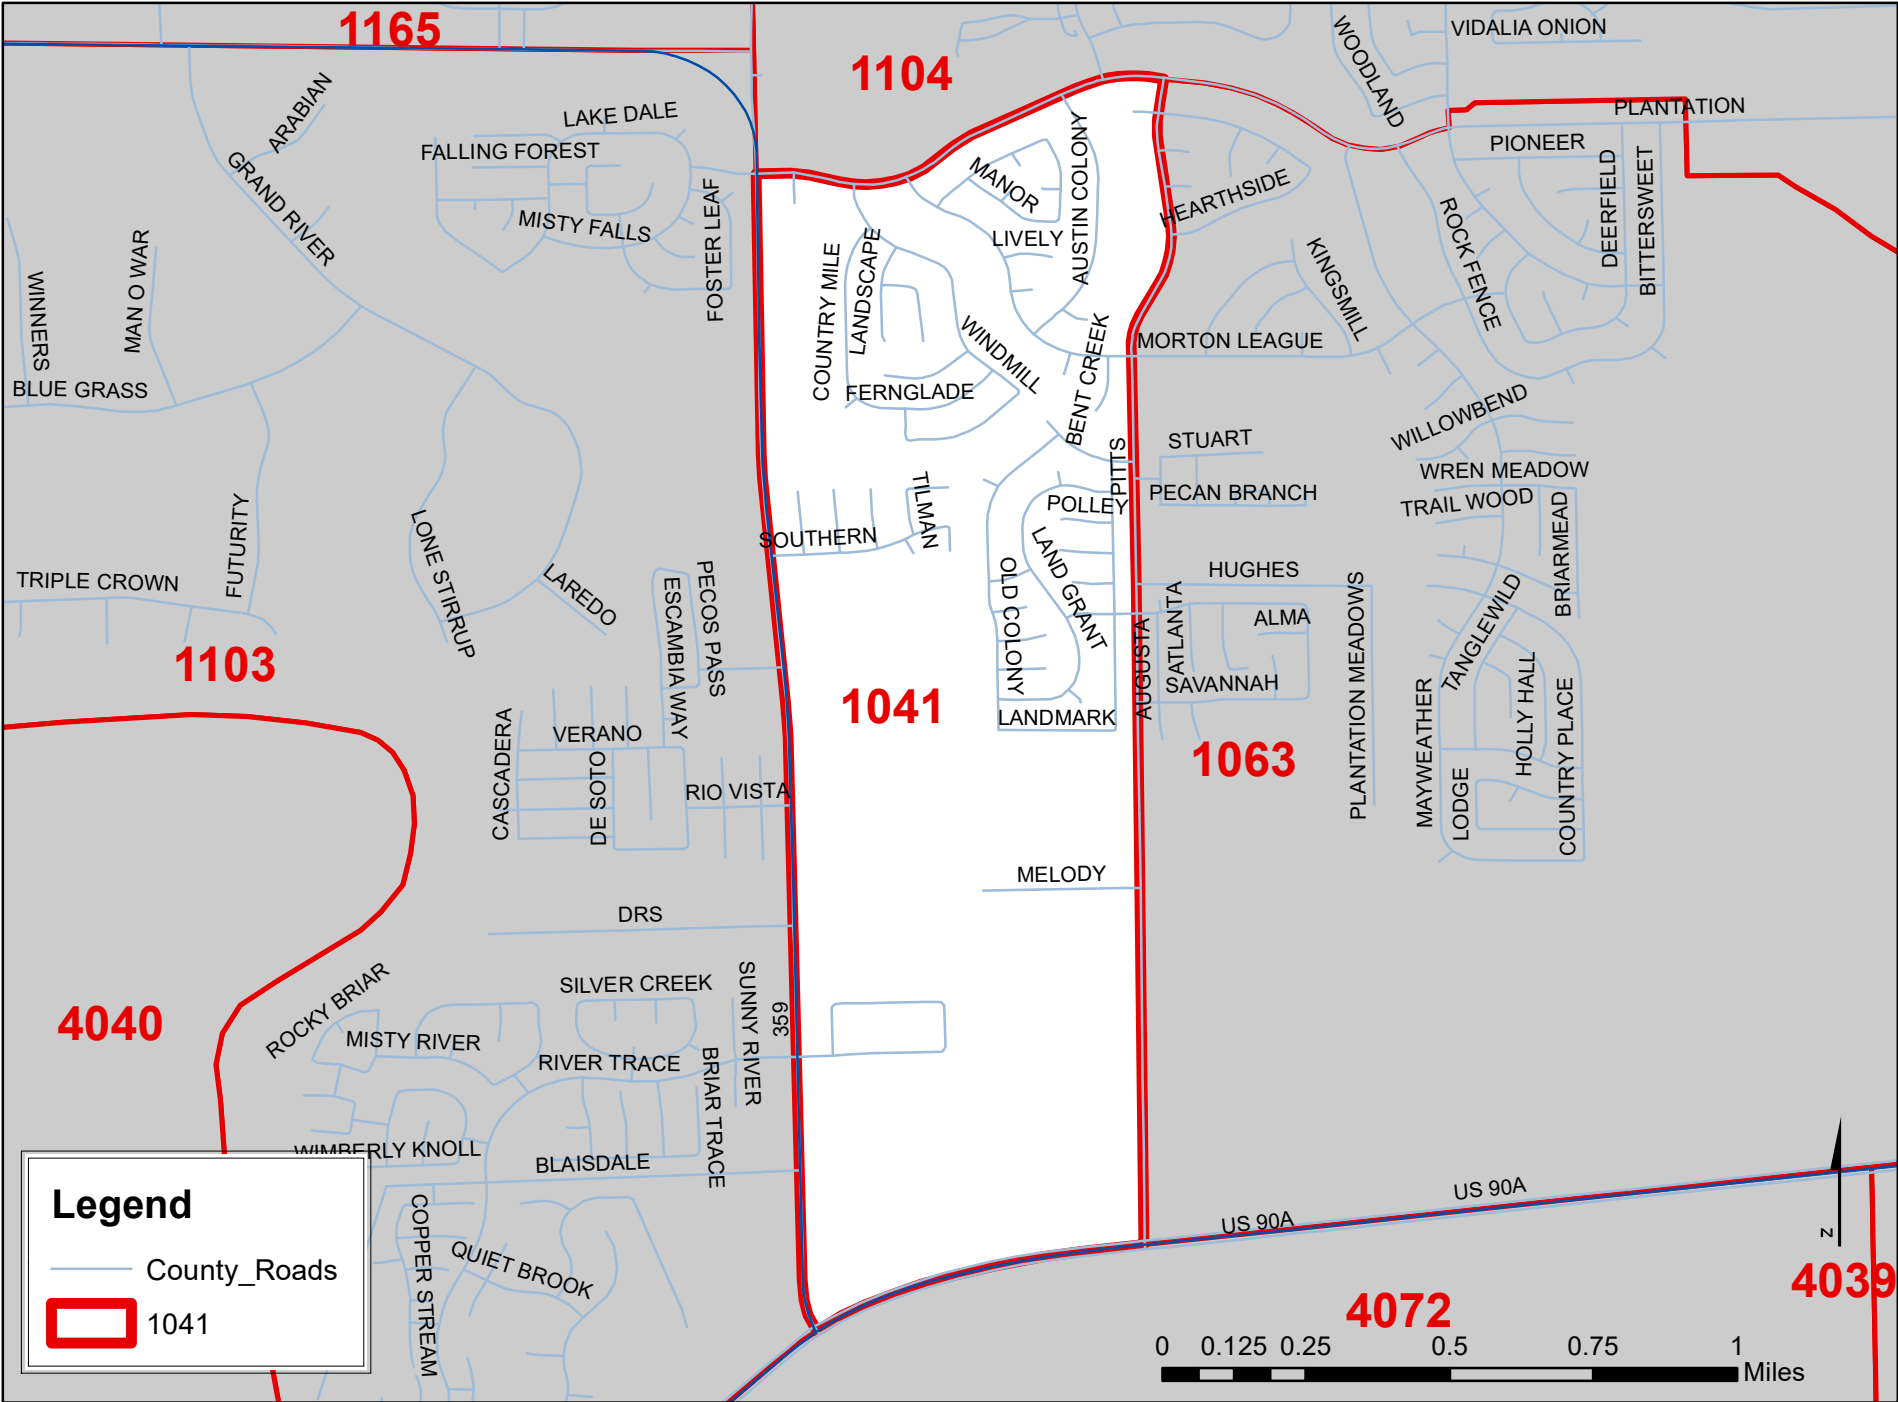 1165
1104
VIDALIA ONION
WOODLAND
PLANTATION
ARABIAN
LAKE DALE
FALLING FOREST
PIONEER
GRAND RIVER
MANOR
AUSTIN COLONY
HEARTHSIDE
DEERFIELD
BITTERSWEET
MISTY FALLS
FOSTER LEAF
LIVELY
ROCK FENCE
KINGSMILL
MAN O WAR
WINNERS
COUNTRY MILE
LANDSCAPE
WINDMILL
BENT CREEK
MORTON LEAGUE
BLUE GRASS
FERNGLADE
WILLOWBEND
STUART
PITTS
WREN MEADOW
TRAIL WOOD
PECAN BRANCH
POLLEY
TILMAN
SOUTHERN
BRIARMEAD
FUTURITY
LONE STIRRUP
LAREDO
TRIPLE CROWN
PECOS PASS
ESCAMBIA WAY
OLD COLONY
LAND GRANT
HUGHES
ALMA
ATLANTA
AUGUSTA
SAVANNAH
PLANTATION MEADOWS
TANGLEWILD
1103
1041
LANDMARK
1063
MAYWEATHER
LODGE
HOLLY HALL
COUNTRY PLACE
CASCADERA
VERANO
DE SOTO
RIO VISTA
MELODY
DRS
4040
ROCKY BRIAR
SILVER CREEK
SUNNY RIVER
359
MISTY RIVER
RIVER TRACE
BRIAR TRACE
WIMBERLY KNOLL
BLAISDALE
COPPER STREAM
QUIET BROOK
US 90A
US 90A
N
4039
4072
Legend
County_Roads
1041
0 0.125 0.25 0.5 0.75 1
Miles